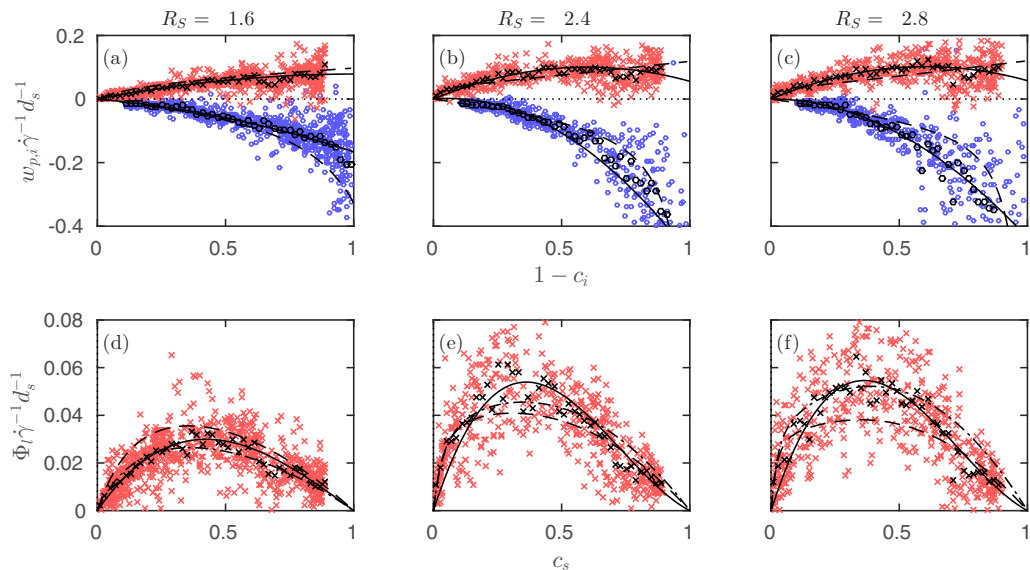 R_S = 1.6 R_S = 2.4 R_S = 2.8
(a) (b) (c)
w_{p,i} γ̇^{-1} d_s^{-1}
0.2
0
-0.2
-0.4
0 0.5 1 0 0.5 1 0 0.5 1
1 − c_i
(d) (e) (f)
Φ_l γ̇^{-1} d_s^{-1}
0.08
0.06
0.04
0.02
0
0 0.5 1 0 0.5 1 0 0.5 1
c_s